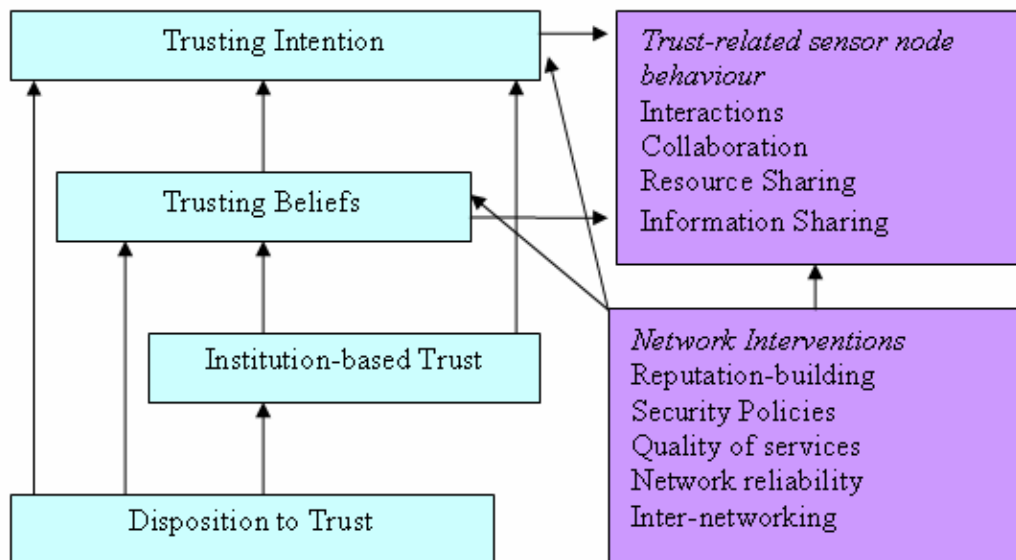 Trusting Intention
Trusting Beliefs
Institution-based Trust
Disposition to Trust
Trust-related sensor node
behaviour
Interactions
Collaboration
Resource Sharing
Information Sharing
Network Interventions
Reputation-building
Security Policies
Quality of services
Network reliability
Inter-networking